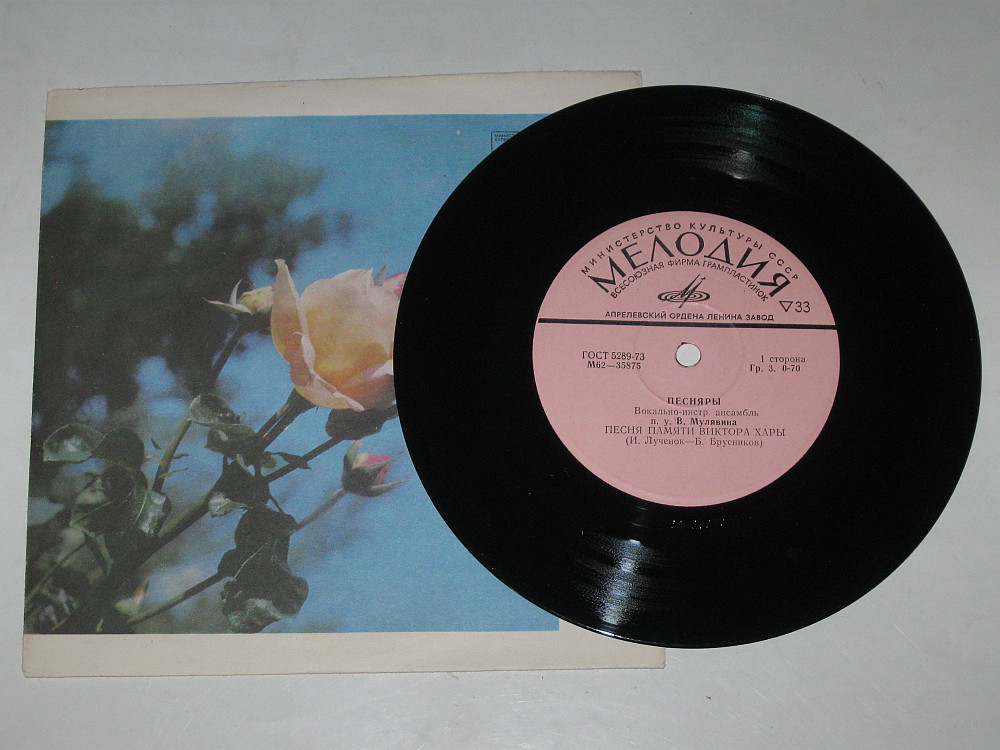 МИНИСТЕРСТВО КУЛЬТУРЫ СССР
МЕЛОДИЯ
ВСЕСОЮЗНАЯ ФИРМА ГРАМПЛАСТИНОК
▽33
АПРЕЛЕВСКИЙ ОРДЕНА ЛЕНИНА ЗАВОД
ГОСТ 5289-73
М62—35875
1 сторона
Гр. 3. 0-70
ПЕСНЯРЫ
Вокально-инстр. ансамбль
п. у. В. Мулявина
ПЕСНЯ ПАМЯТИ ВИКТОРА ХАРЫ
(И. Лученок—Б. Брусников)